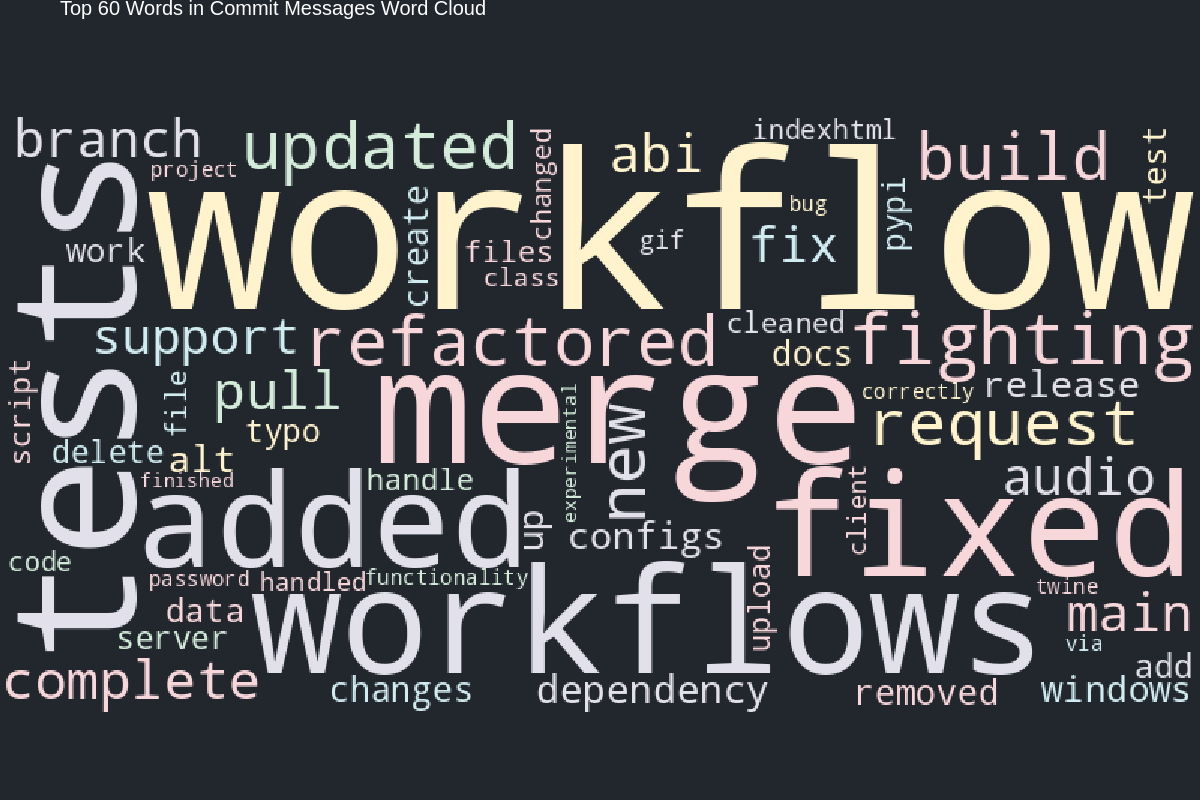 Top 60 Words in Commit Messages Word Cloud
branch
project
updated
changed
abi
indexhtml
build
test
tests
work
workflow
create
files
class
gif
bug
fix
pypi
support
refactored
cleaned
docs
fighting
script
file
pull
typo
merge
experimental
new
correctly
release
request
delete
alt
finished
added
handle
up
configs
audio
client
fixed
code
password
handled
functionality
data
server
workflows
upload
twine
main
via
add
complete
changes
dependency
removed
windows